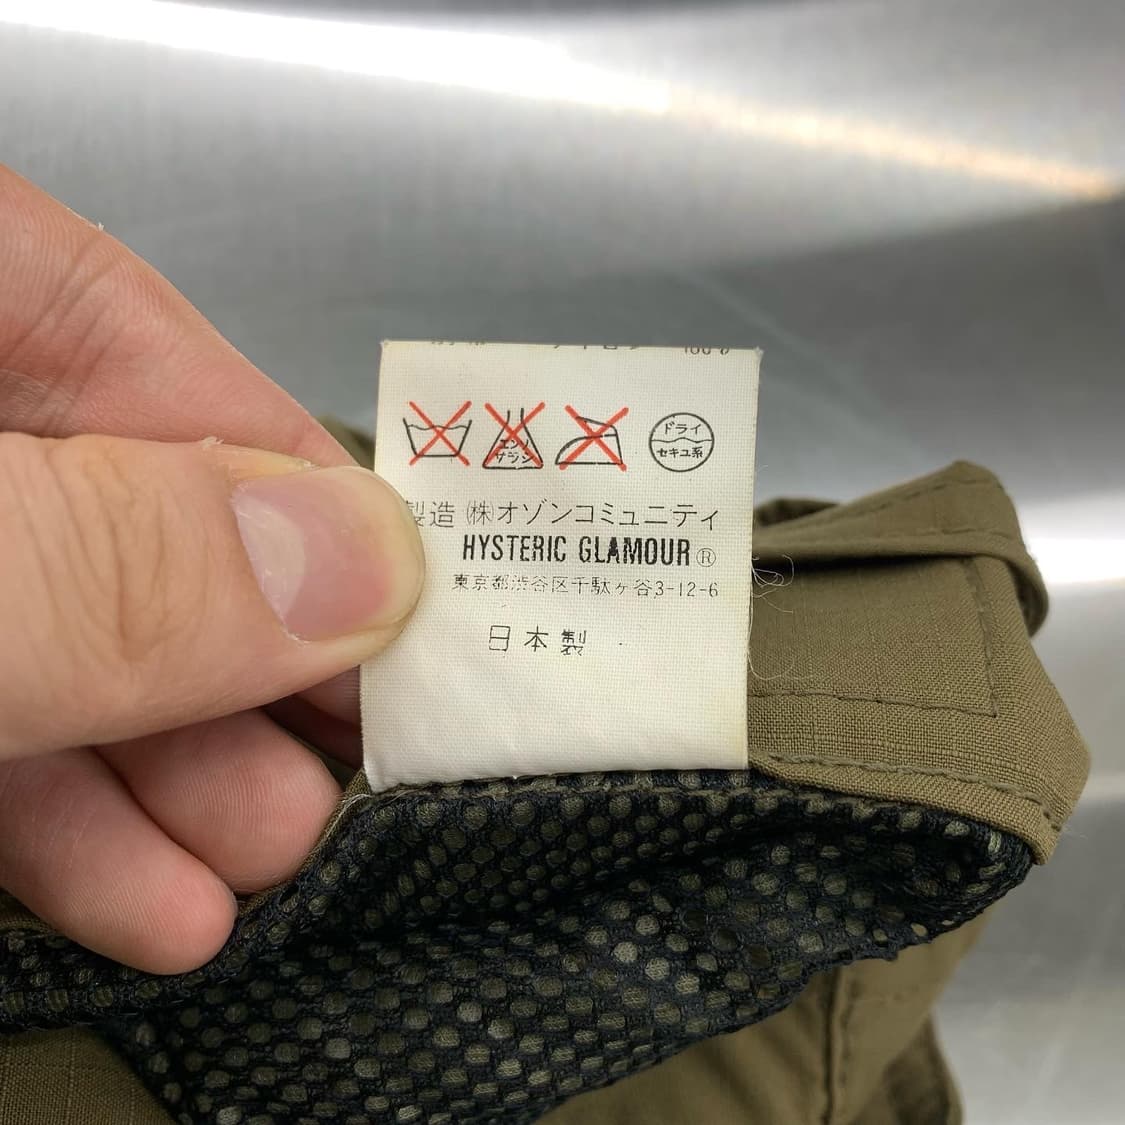 エンソ
サラシ
ドライ
セキユ系
製造 ㈱オゾンコミュニティ
HYSTERIC GLAMOUR®
東京都渋谷区千駄ヶ谷3-12-6
日本製